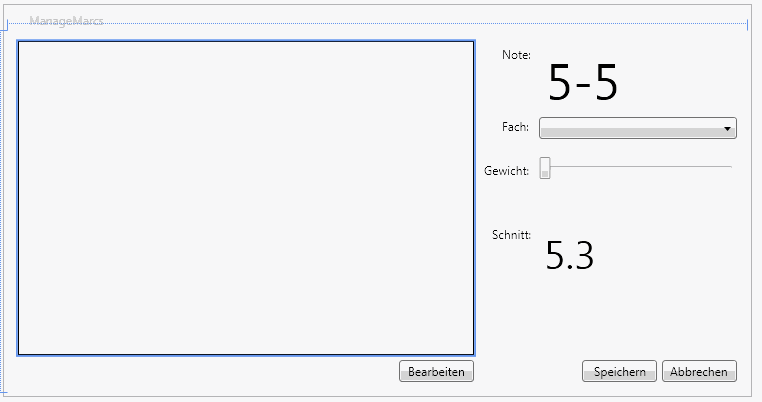 ManageMarcs
Note:
5-5
Fach:
Gewicht:
Schnitt:
5.3
Bearbeiten
Speichern
Abbrechen